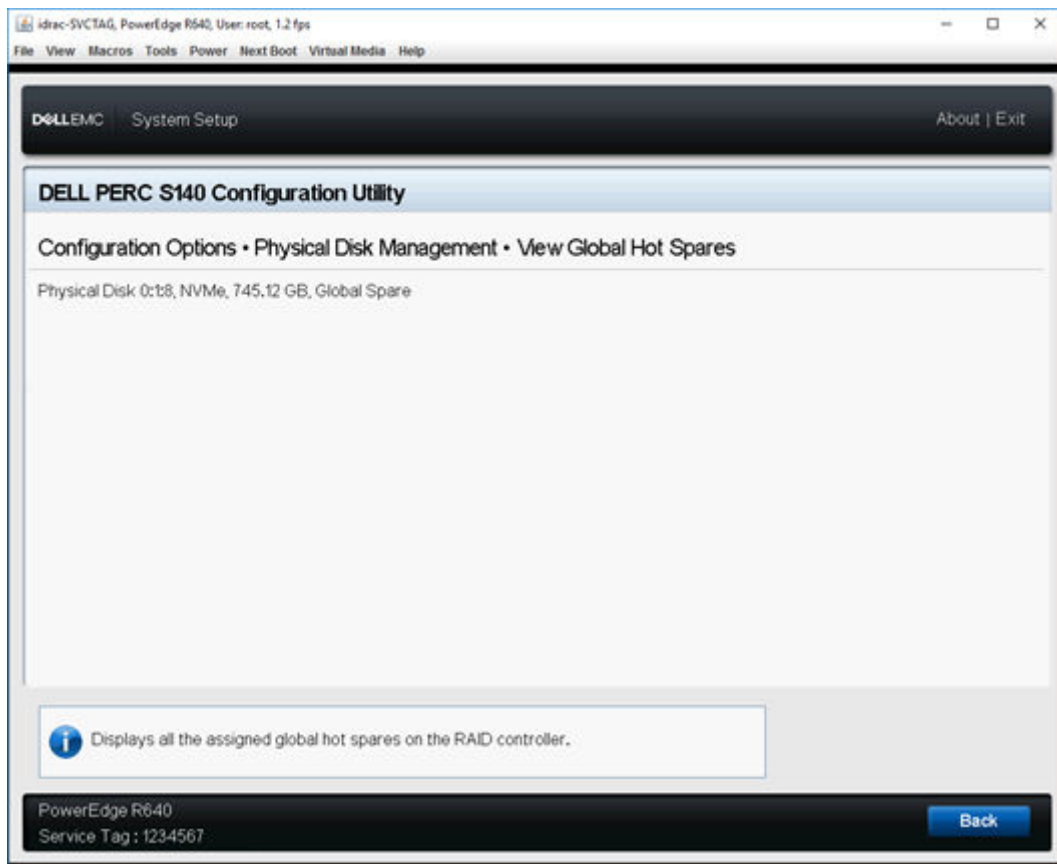 idrac-SVCTAG, PowerEdge R640, User: root, 1.2 fps
File View Macros Tools Power Next Boot Virtual Media Help
DELLEMC System Setup About | Exit
DELL PERC S140 Configuration Utility
Configuration Options • Physical Disk Management • View Global Hot Spares
Physical Disk 0:1:8, NVMe, 745.12 GB, Global Spare
Displays all the assigned global hot spares on the RAID controller.
PowerEdge R640
Service Tag : 1234567
Back